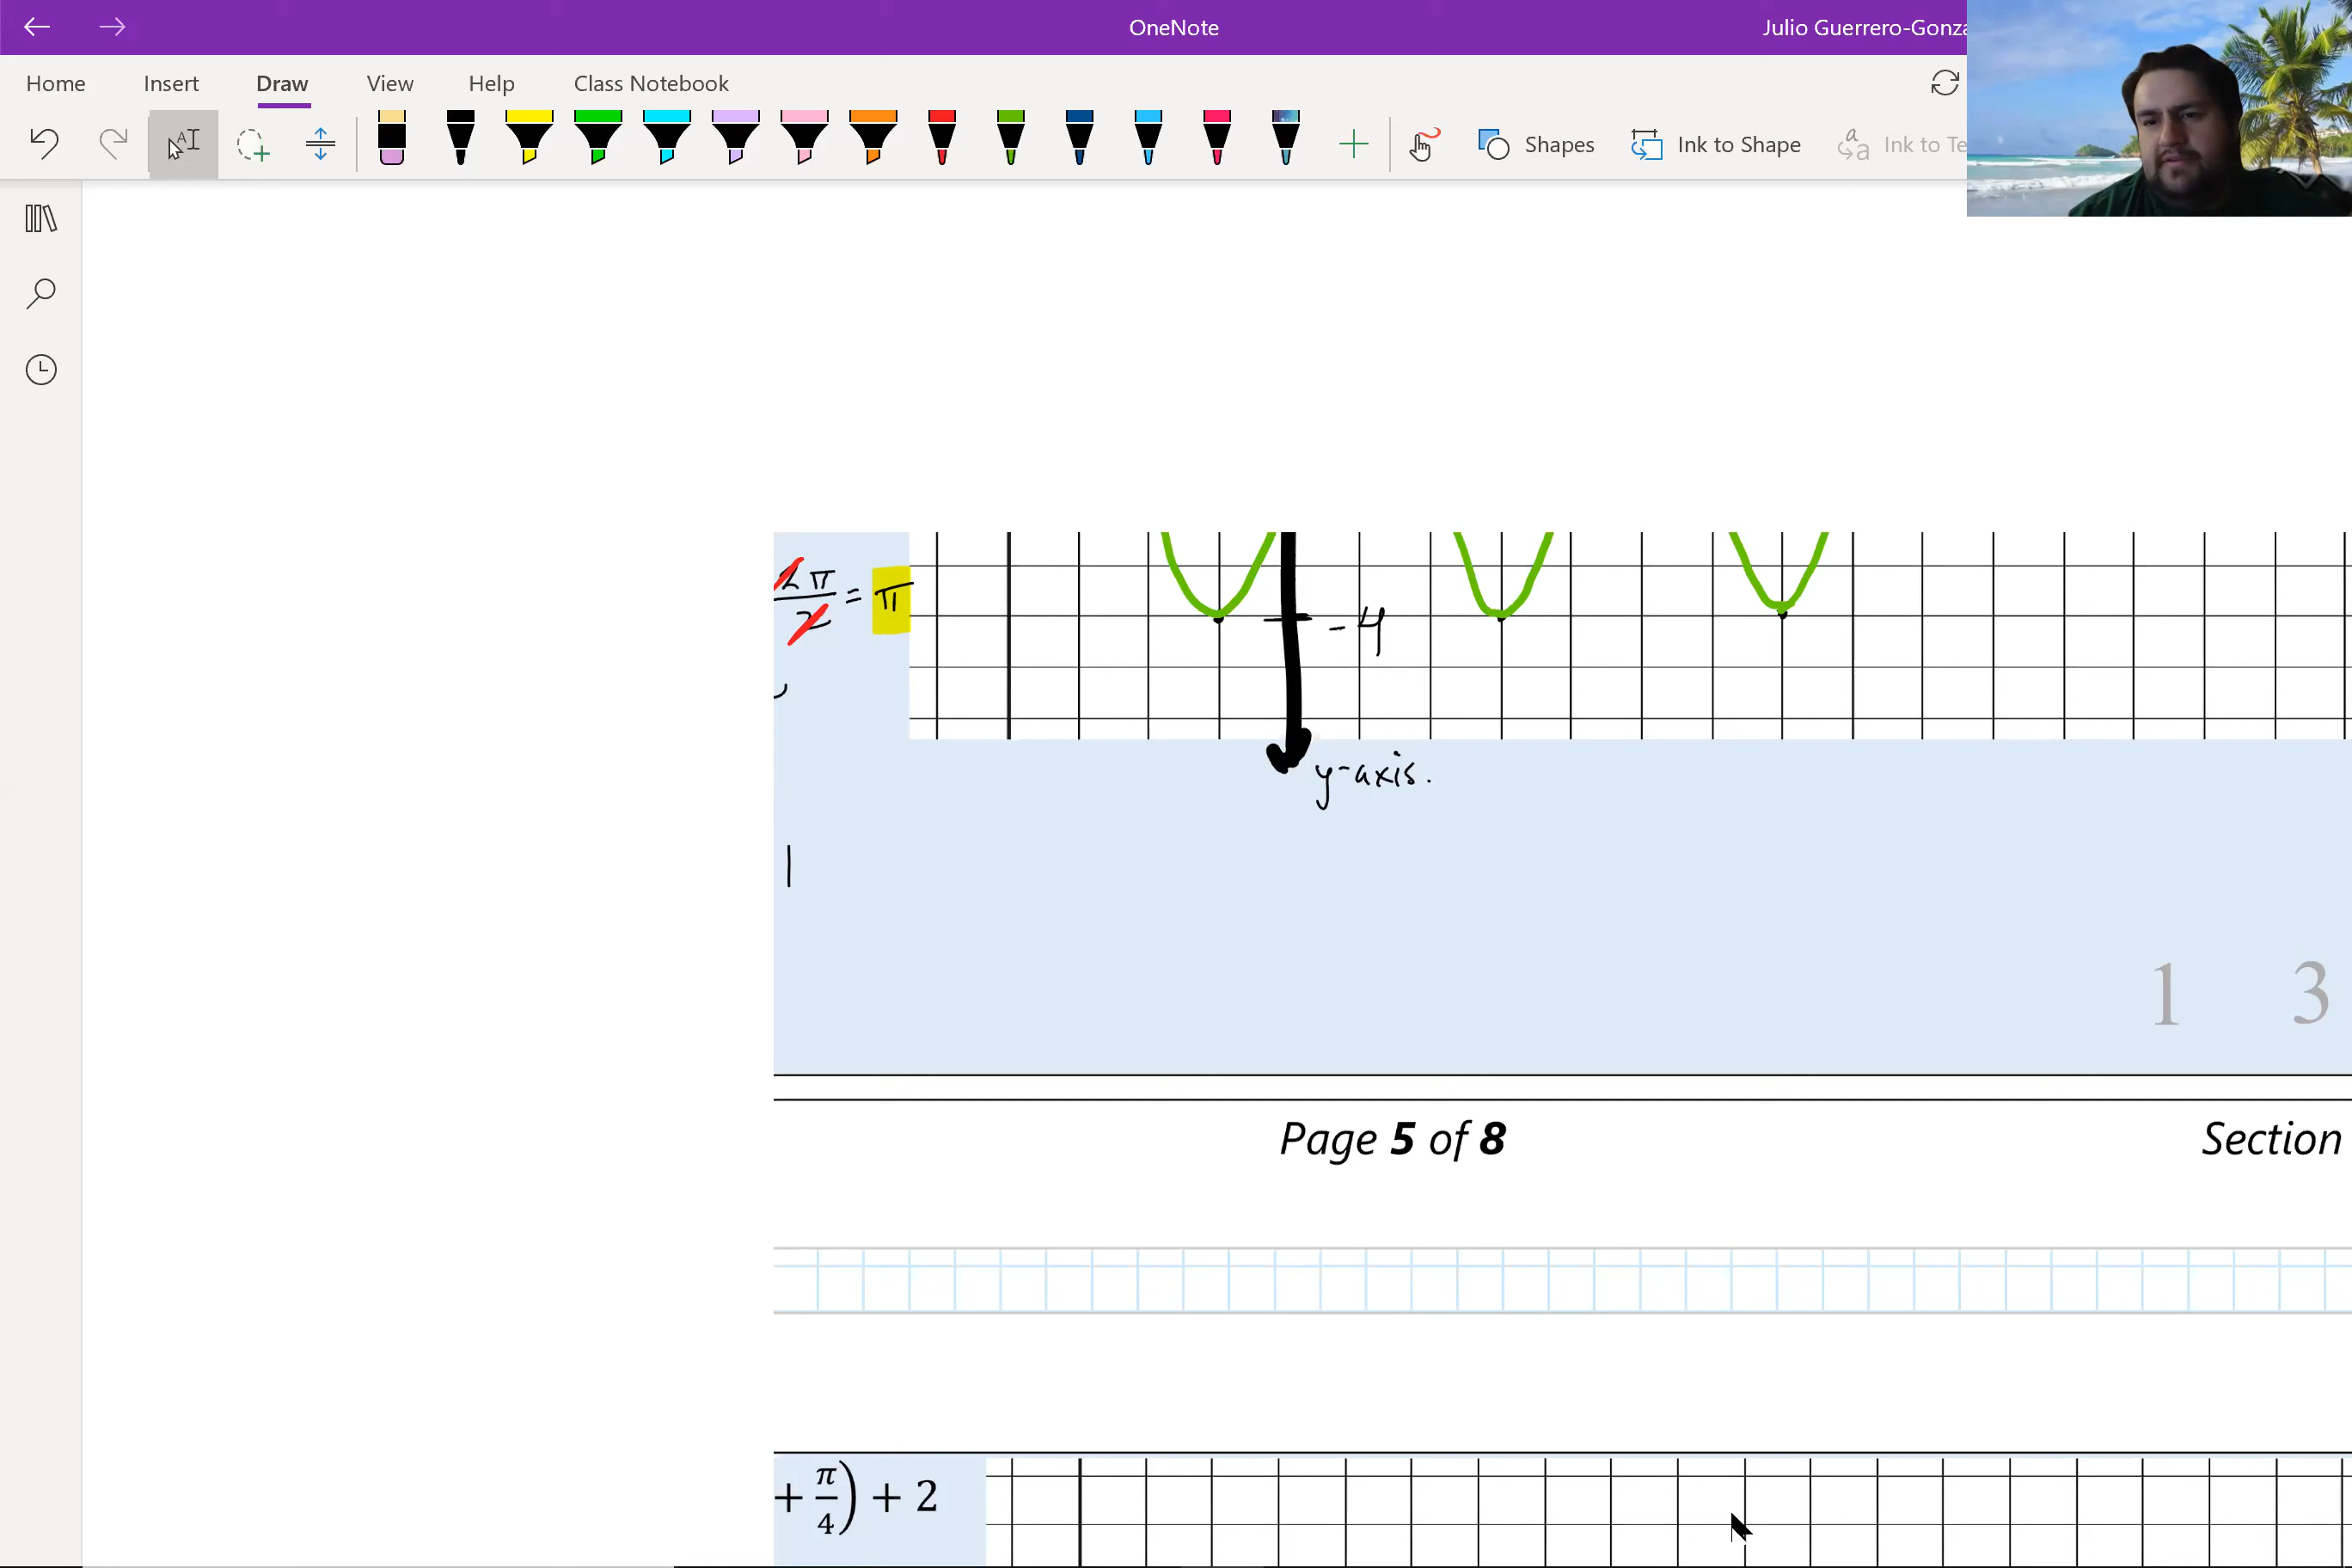 OneNote
Julio Guerrero-Gonza
Home Insert Draw View Help Class Notebook
Shapes Ink to Shape Ink to Te
2π/2 = π
-4
y-axis.
1
1 3
Page 5 of 8
Section
+ π/4) + 2